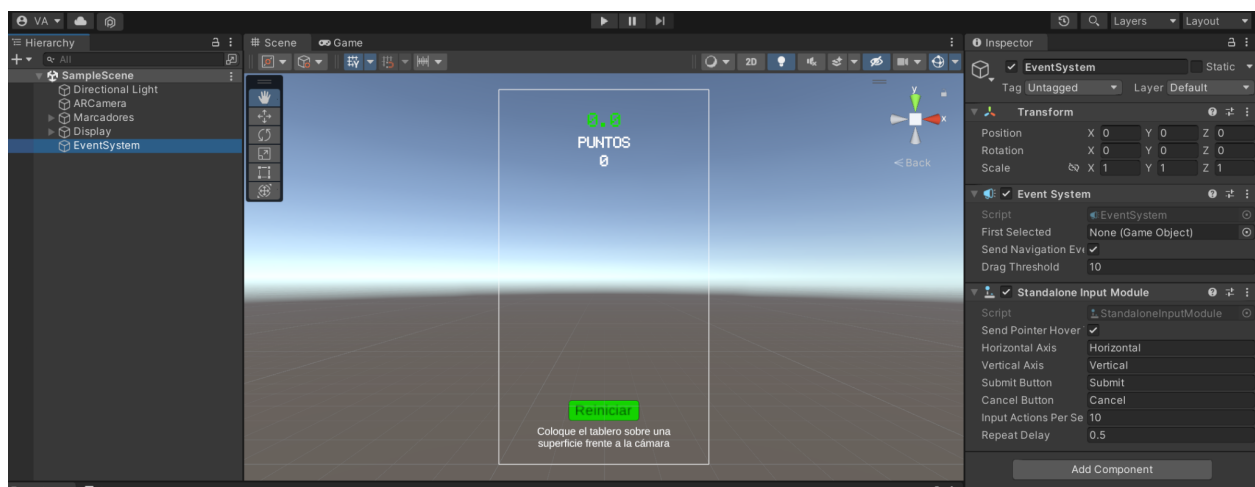 VA
Layers
Layout
Hierarchy
All
SampleScene
Directional Light
ARCamera
Marcadores
Display
EventSystem
Scene
Game
2D
y
x
Back
0.0
PUNTOS
0
Reiniciar
Coloque el tablero sobre una
superficie frente a la cámara
Inspector
EventSystem Static
Tag Untagged Layer Default
Transform
Position X 0 Y 0 Z 0
Rotation X 0 Y 0 Z 0
Scale X 1 Y 1 Z 1
Event System
Script EventSystem
First Selected None (Game Object)
Send Navigation Eve
Drag Threshold 10
Standalone Input Module
Script StandaloneInputModule
Send Pointer Hover
Horizontal Axis Horizontal
Vertical Axis Vertical
Submit Button Submit
Cancel Button Cancel
Input Actions Per Se 10
Repeat Delay 0.5
Add Component